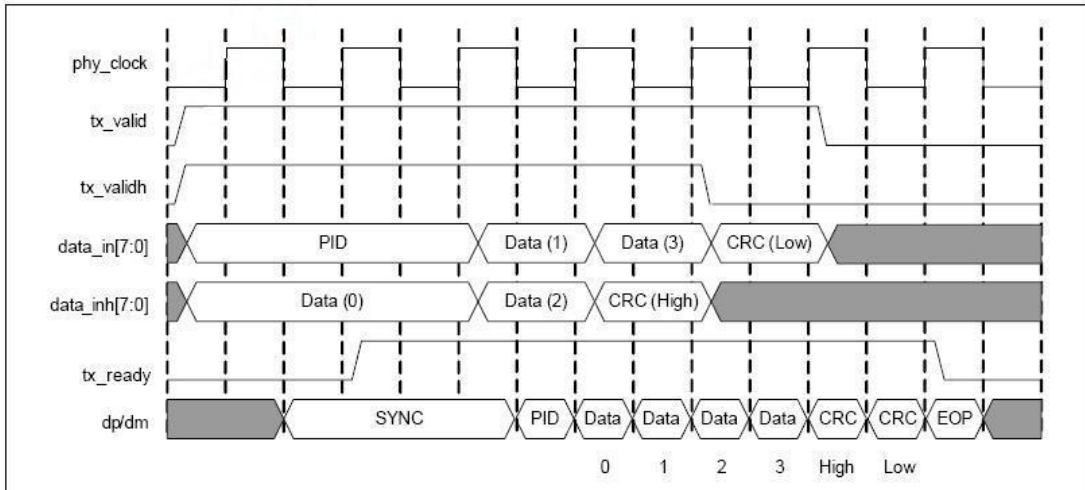 phy_clock
tx_valid
tx_validh
data_in[7:0] PID Data (1) Data (3) CRC (Low)
data_inh[7:0] Data (0) Data (2) CRC (High)
tx_ready
dp/dm SYNC PID Data Data Data Data CRC CRC EOP
0 1 2 3 High Low